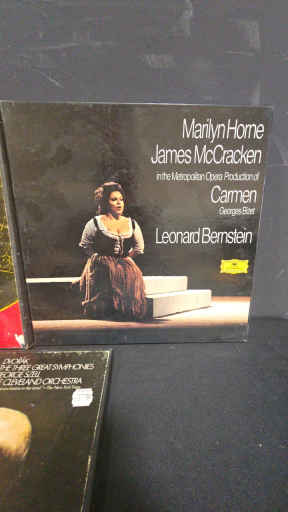 Marilyn Horne
James McCracken
in the Metropolitan Opera Production of
Carmen
Georges Bizet
Leonard Bernstein
DVOŘÁK
THE THREE GREAT SYMPHONIES
GEORGE SZELL
CLEVELAND ORCHESTRA